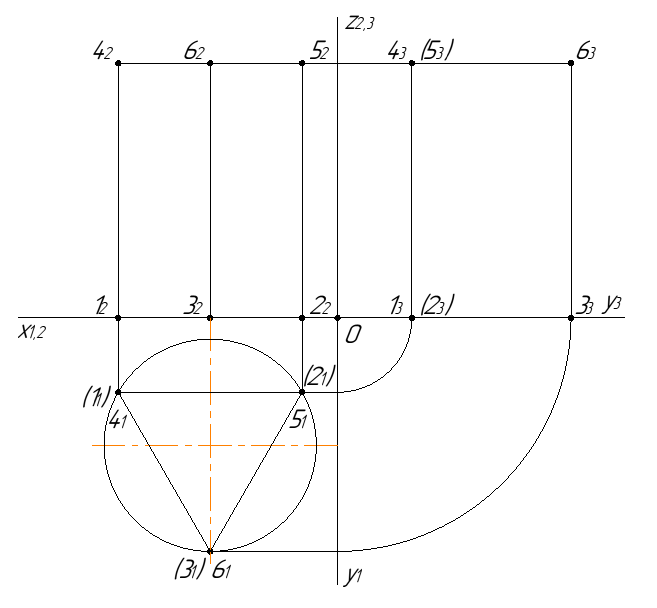 z2,3
42 62 52 43 (53) 63
12 32 22 13 (23) 33 y3
x1,2 0
(11) (21)
41 51
(31) 61 y1